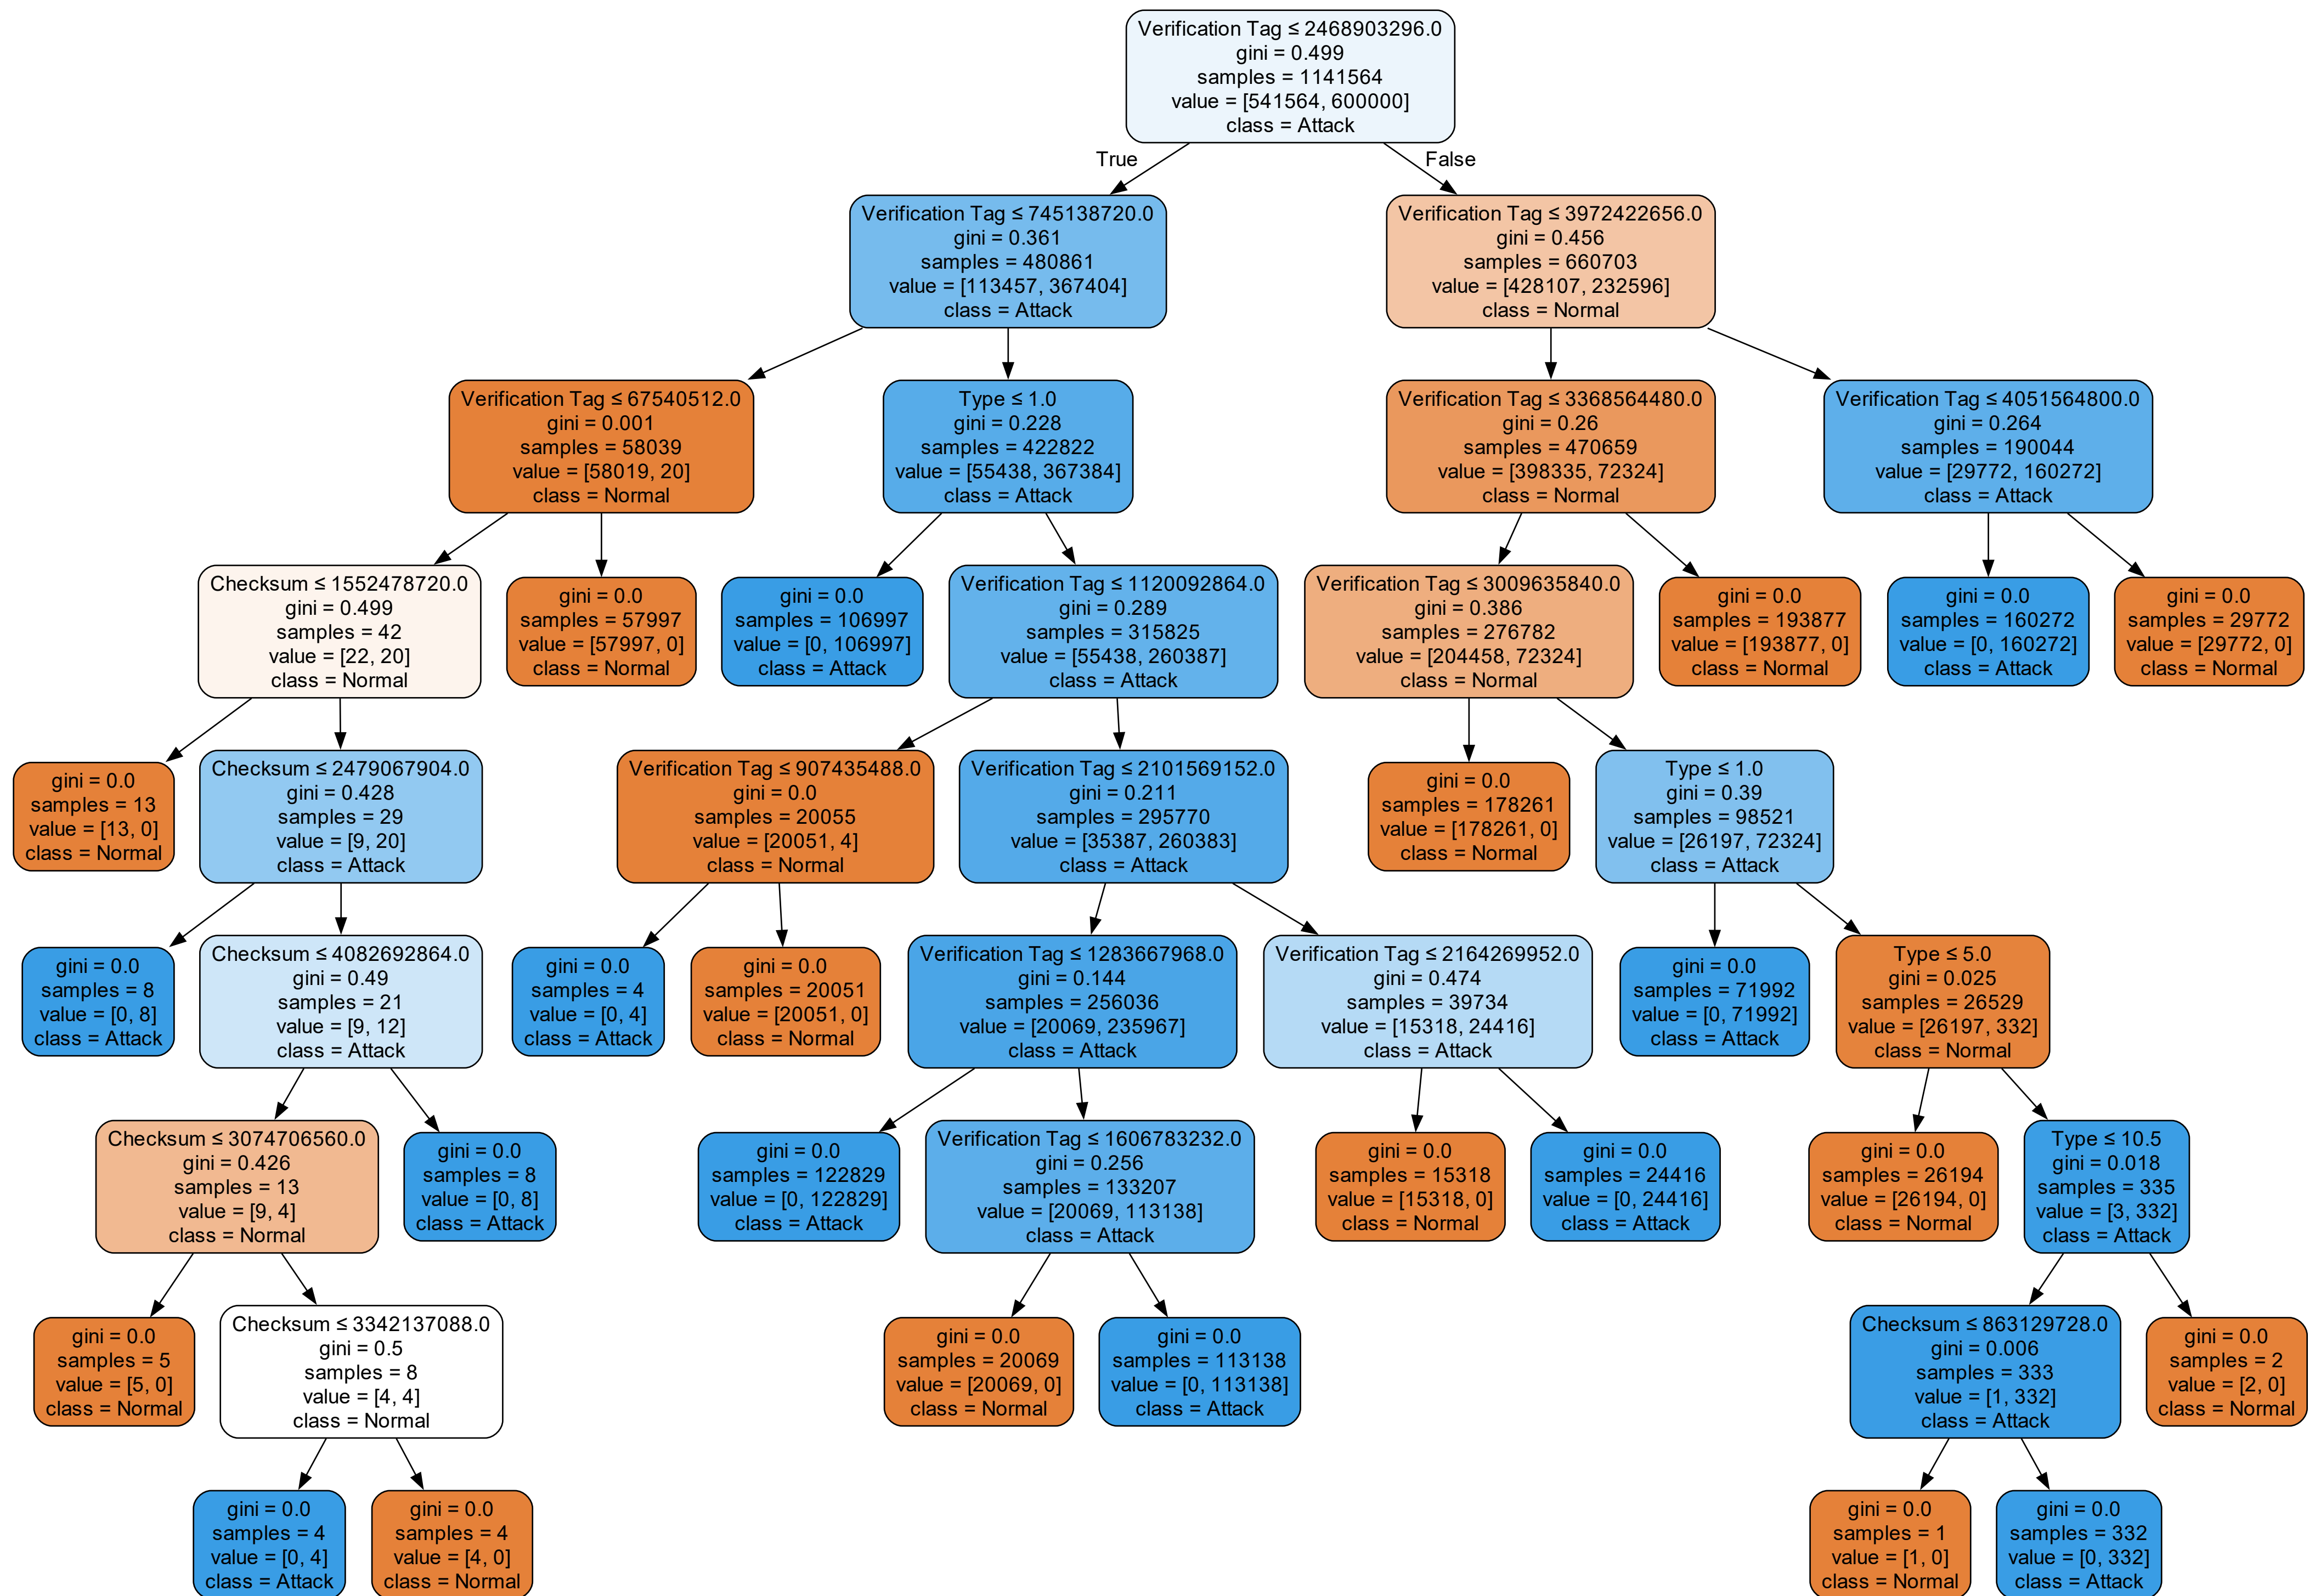 Verification Tag ≤ 2468903296.0
gini = 0.499
samples = 1141564
value = [541564, 600000]
class = Attack
True
False
Verification Tag ≤ 745138720.0
gini = 0.361
samples = 480861
value = [113457, 367404]
class = Attack
Verification Tag ≤ 3972422656.0
gini = 0.456
samples = 660703
value = [428107, 232596]
class = Normal
Verification Tag ≤ 67540512.0
gini = 0.001
samples = 58039
value = [58019, 20]
class = Normal
Type ≤ 1.0
gini = 0.228
samples = 422822
value = [55438, 367384]
class = Attack
Verification Tag ≤ 3368564480.0
gini = 0.26
samples = 470659
value = [398335, 72324]
class = Normal
Verification Tag ≤ 4051564800.0
gini = 0.264
samples = 190044
value = [29772, 160272]
class = Attack
Checksum ≤ 1552478720.0
gini = 0.499
samples = 42
value = [22, 20]
class = Normal
gini = 0.0
samples = 57997
value = [57997, 0]
class = Normal
gini = 0.0
samples = 106997
value = [0, 106997]
class = Attack
Verification Tag ≤ 1120092864.0
gini = 0.289
samples = 315825
value = [55438, 260387]
class = Attack
Verification Tag ≤ 3009635840.0
gini = 0.386
samples = 276782
value = [204458, 72324]
class = Normal
gini = 0.0
samples = 193877
value = [193877, 0]
class = Normal
gini = 0.0
samples = 160272
value = [0, 160272]
class = Attack
gini = 0.0
samples = 29772
value = [29772, 0]
class = Normal
gini = 0.0
samples = 13
value = [13, 0]
class = Normal
Checksum ≤ 2479067904.0
gini = 0.428
samples = 29
value = [9, 20]
class = Attack
Verification Tag ≤ 907435488.0
gini = 0.0
samples = 20055
value = [20051, 4]
class = Normal
Verification Tag ≤ 2101569152.0
gini = 0.211
samples = 295770
value = [35387, 260383]
class = Attack
gini = 0.0
samples = 178261
value = [178261, 0]
class = Normal
Type ≤ 1.0
gini = 0.39
samples = 98521
value = [26197, 72324]
class = Attack
gini = 0.0
samples = 8
value = [0, 8]
class = Attack
Checksum ≤ 4082692864.0
gini = 0.49
samples = 21
value = [9, 12]
class = Attack
gini = 0.0
samples = 4
value = [0, 4]
class = Attack
gini = 0.0
samples = 20051
value = [20051, 0]
class = Normal
Verification Tag ≤ 1283667968.0
gini = 0.144
samples = 256036
value = [20069, 235967]
class = Attack
Verification Tag ≤ 2164269952.0
gini = 0.474
samples = 39734
value = [15318, 24416]
class = Attack
gini = 0.0
samples = 71992
value = [0, 71992]
class = Attack
Type ≤ 5.0
gini = 0.025
samples = 26529
value = [26197, 332]
class = Normal
Checksum ≤ 3074706560.0
gini = 0.426
samples = 13
value = [9, 4]
class = Normal
gini = 0.0
samples = 8
value = [0, 8]
class = Attack
gini = 0.0
samples = 122829
value = [0, 122829]
class = Attack
Verification Tag ≤ 1606783232.0
gini = 0.256
samples = 133207
value = [20069, 113138]
class = Attack
gini = 0.0
samples = 15318
value = [15318, 0]
class = Normal
gini = 0.0
samples = 24416
value = [0, 24416]
class = Attack
gini = 0.0
samples = 26194
value = [26194, 0]
class = Normal
Type ≤ 10.5
gini = 0.018
samples = 335
value = [3, 332]
class = Attack
gini = 0.0
samples = 5
value = [5, 0]
class = Normal
Checksum ≤ 3342137088.0
gini = 0.5
samples = 8
value = [4, 4]
class = Normal
gini = 0.0
samples = 20069
value = [20069, 0]
class = Normal
gini = 0.0
samples = 113138
value = [0, 113138]
class = Attack
Checksum ≤ 863129728.0
gini = 0.006
samples = 333
value = [1, 332]
class = Attack
gini = 0.0
samples = 2
value = [2, 0]
class = Normal
gini = 0.0
samples = 4
value = [0, 4]
class = Attack
gini = 0.0
samples = 4
value = [4, 0]
class = Normal
gini = 0.0
samples = 1
value = [1, 0]
class = Normal
gini = 0.0
samples = 332
value = [0, 332]
class = Attack